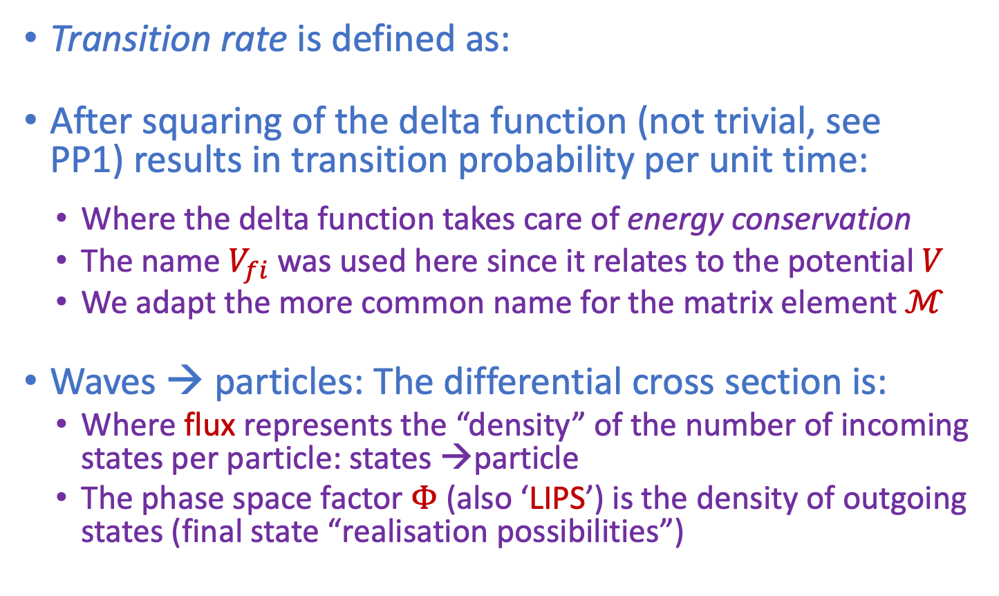 • Transition rate is defined as:
• After squaring of the delta function (not trivial, see
PP1) results in transition probability per unit time:
• Where the delta function takes care of energy conservation
• The name V_{fi} was used here since it relates to the potential V
• We adapt the more common name for the matrix element ℳ
• Waves → particles: The differential cross section is:
• Where flux represents the “density” of the number of incoming
states per particle: states →particle
• The phase space factor Φ (also ‘LIPS’) is the density of outgoing
states (final state “realisation possibilities”)